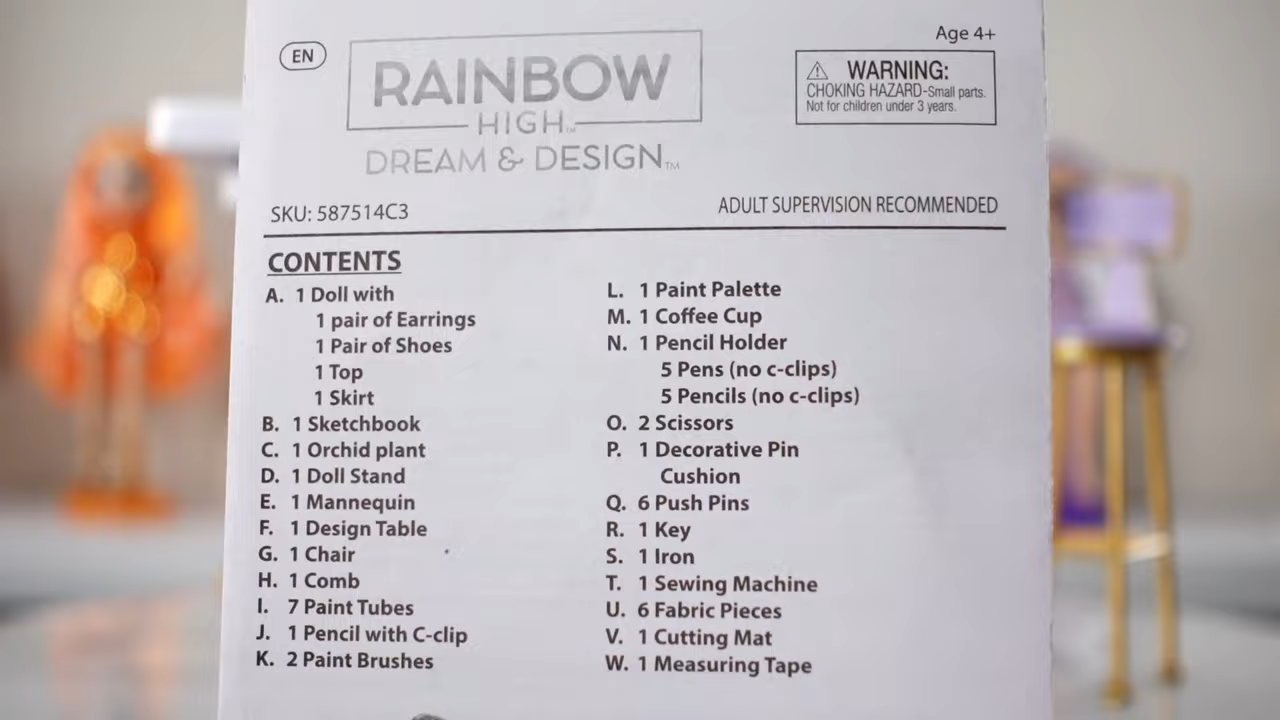 EN
RAINBOW
HIGH™
DREAM & DESIGN™
Age 4+
⚠ WARNING:
CHOKING HAZARD-Small parts.
Not for children under 3 years.
SKU: 587514C3
ADULT SUPERVISION RECOMMENDED
CONTENTS
A. 1 Doll with
1 pair of Earrings
1 Pair of Shoes
1 Top
1 Skirt
B. 1 Sketchbook
C. 1 Orchid plant
D. 1 Doll Stand
E. 1 Mannequin
F. 1 Design Table
G. 1 Chair
H. 1 Comb
I. 7 Paint Tubes
J. 1 Pencil with C-clip
K. 2 Paint Brushes
L. 1 Paint Palette
M. 1 Coffee Cup
N. 1 Pencil Holder
5 Pens (no c-clips)
5 Pencils (no c-clips)
O. 2 Scissors
P. 1 Decorative Pin
Cushion
Q. 6 Push Pins
R. 1 Key
S. 1 Iron
T. 1 Sewing Machine
U. 6 Fabric Pieces
V. 1 Cutting Mat
W. 1 Measuring Tape